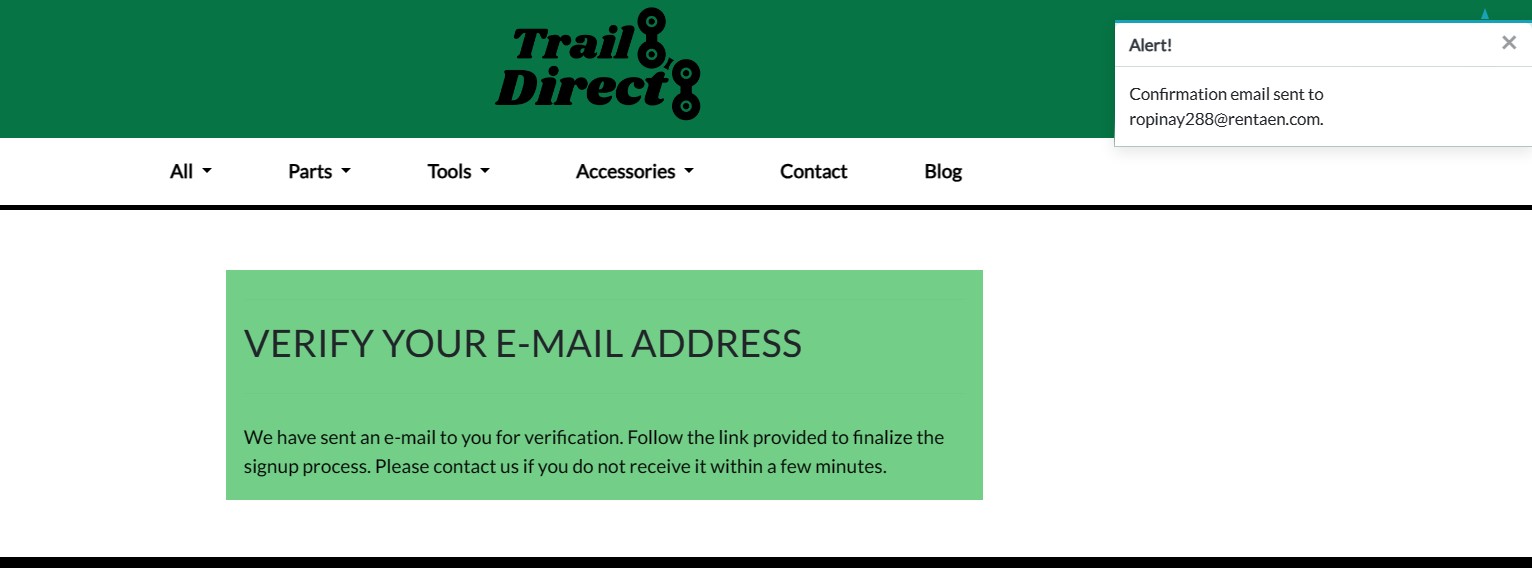 Trail
Direct
Alert!
×
Confirmation email sent to
ropinay288@rentaen.com.
All Parts Tools Accessories Contact Blog
VERIFY YOUR E-MAIL ADDRESS
We have sent an e-mail to you for verification. Follow the link provided to finalize the
signup process. Please contact us if you do not receive it within a few minutes.